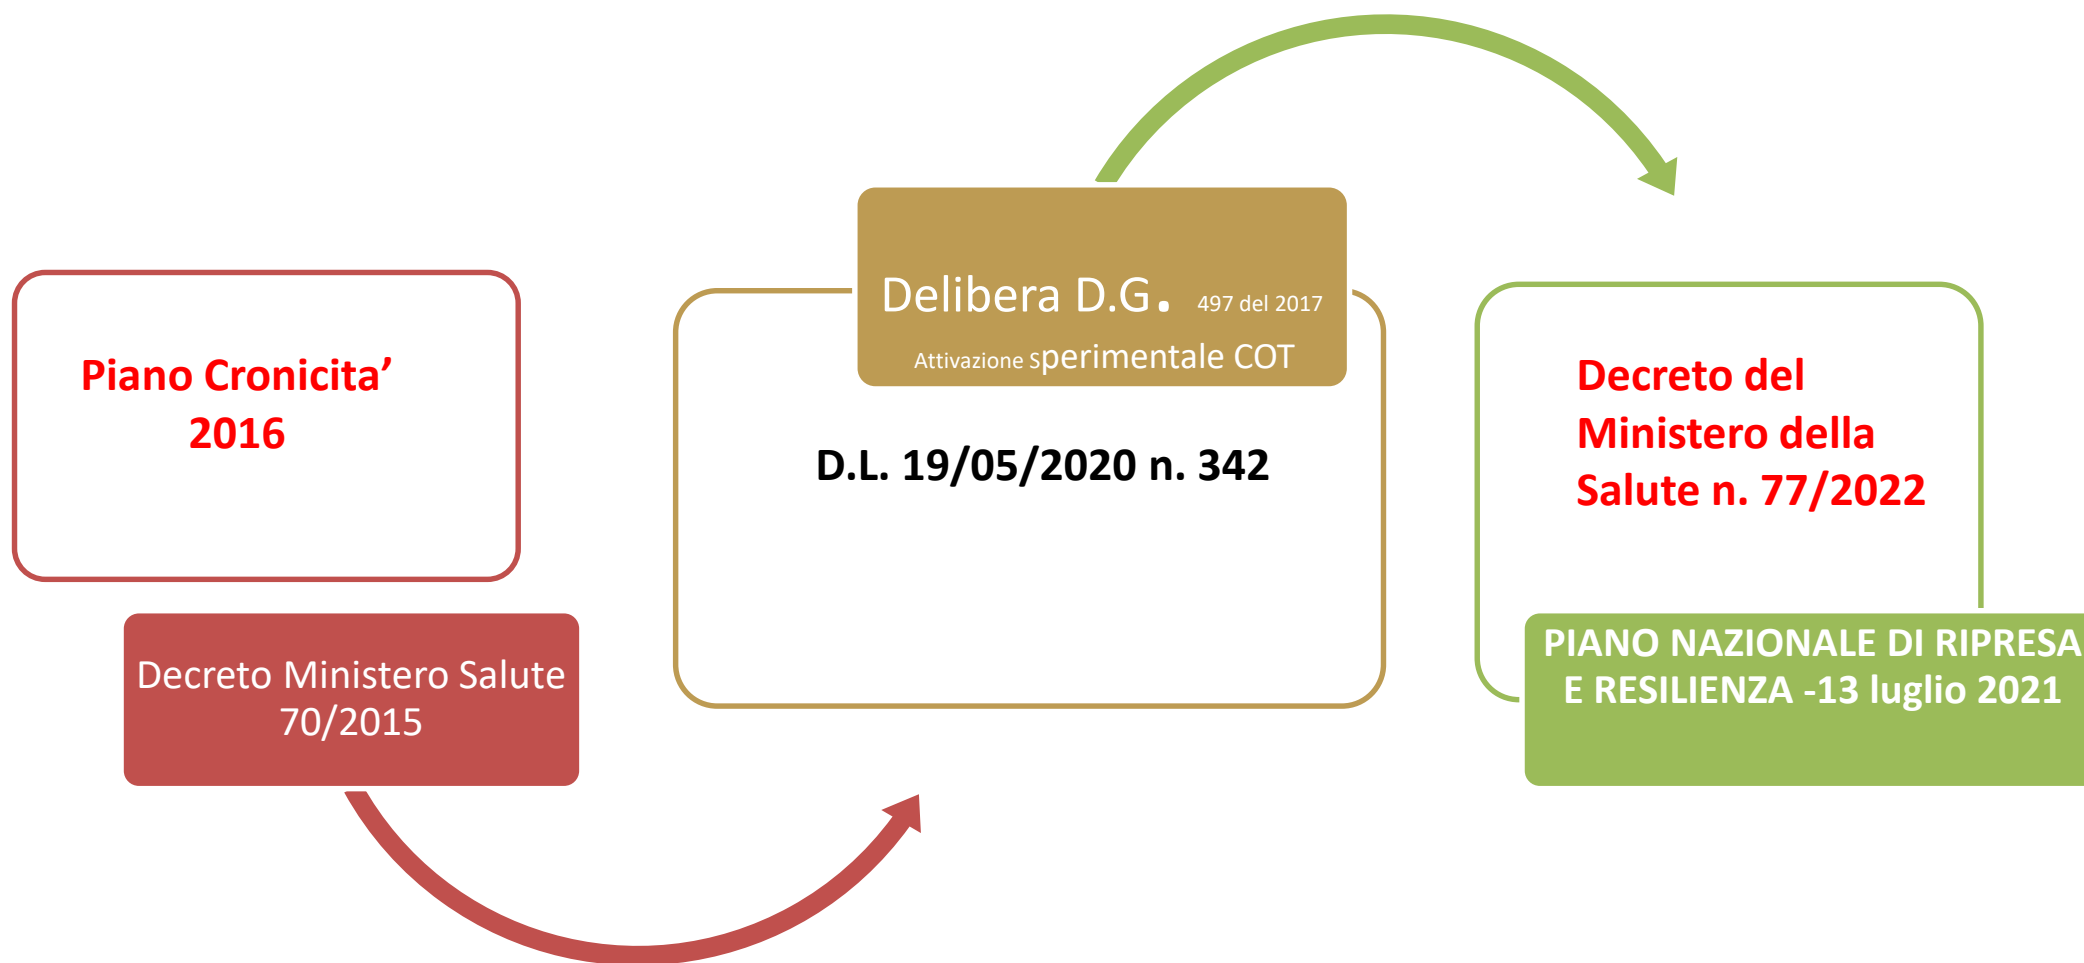 Piano Cronicita’
2016
Decreto Ministero Salute
70/2015
Delibera D.G. 497 del 2017
Attivazione Sperimentale COT
D.L. 19/05/2020 n. 342
Decreto del
Ministero della
Salute n. 77/2022
PIANO NAZIONALE DI RIPRESA
E RESILIENZA -13 luglio 2021